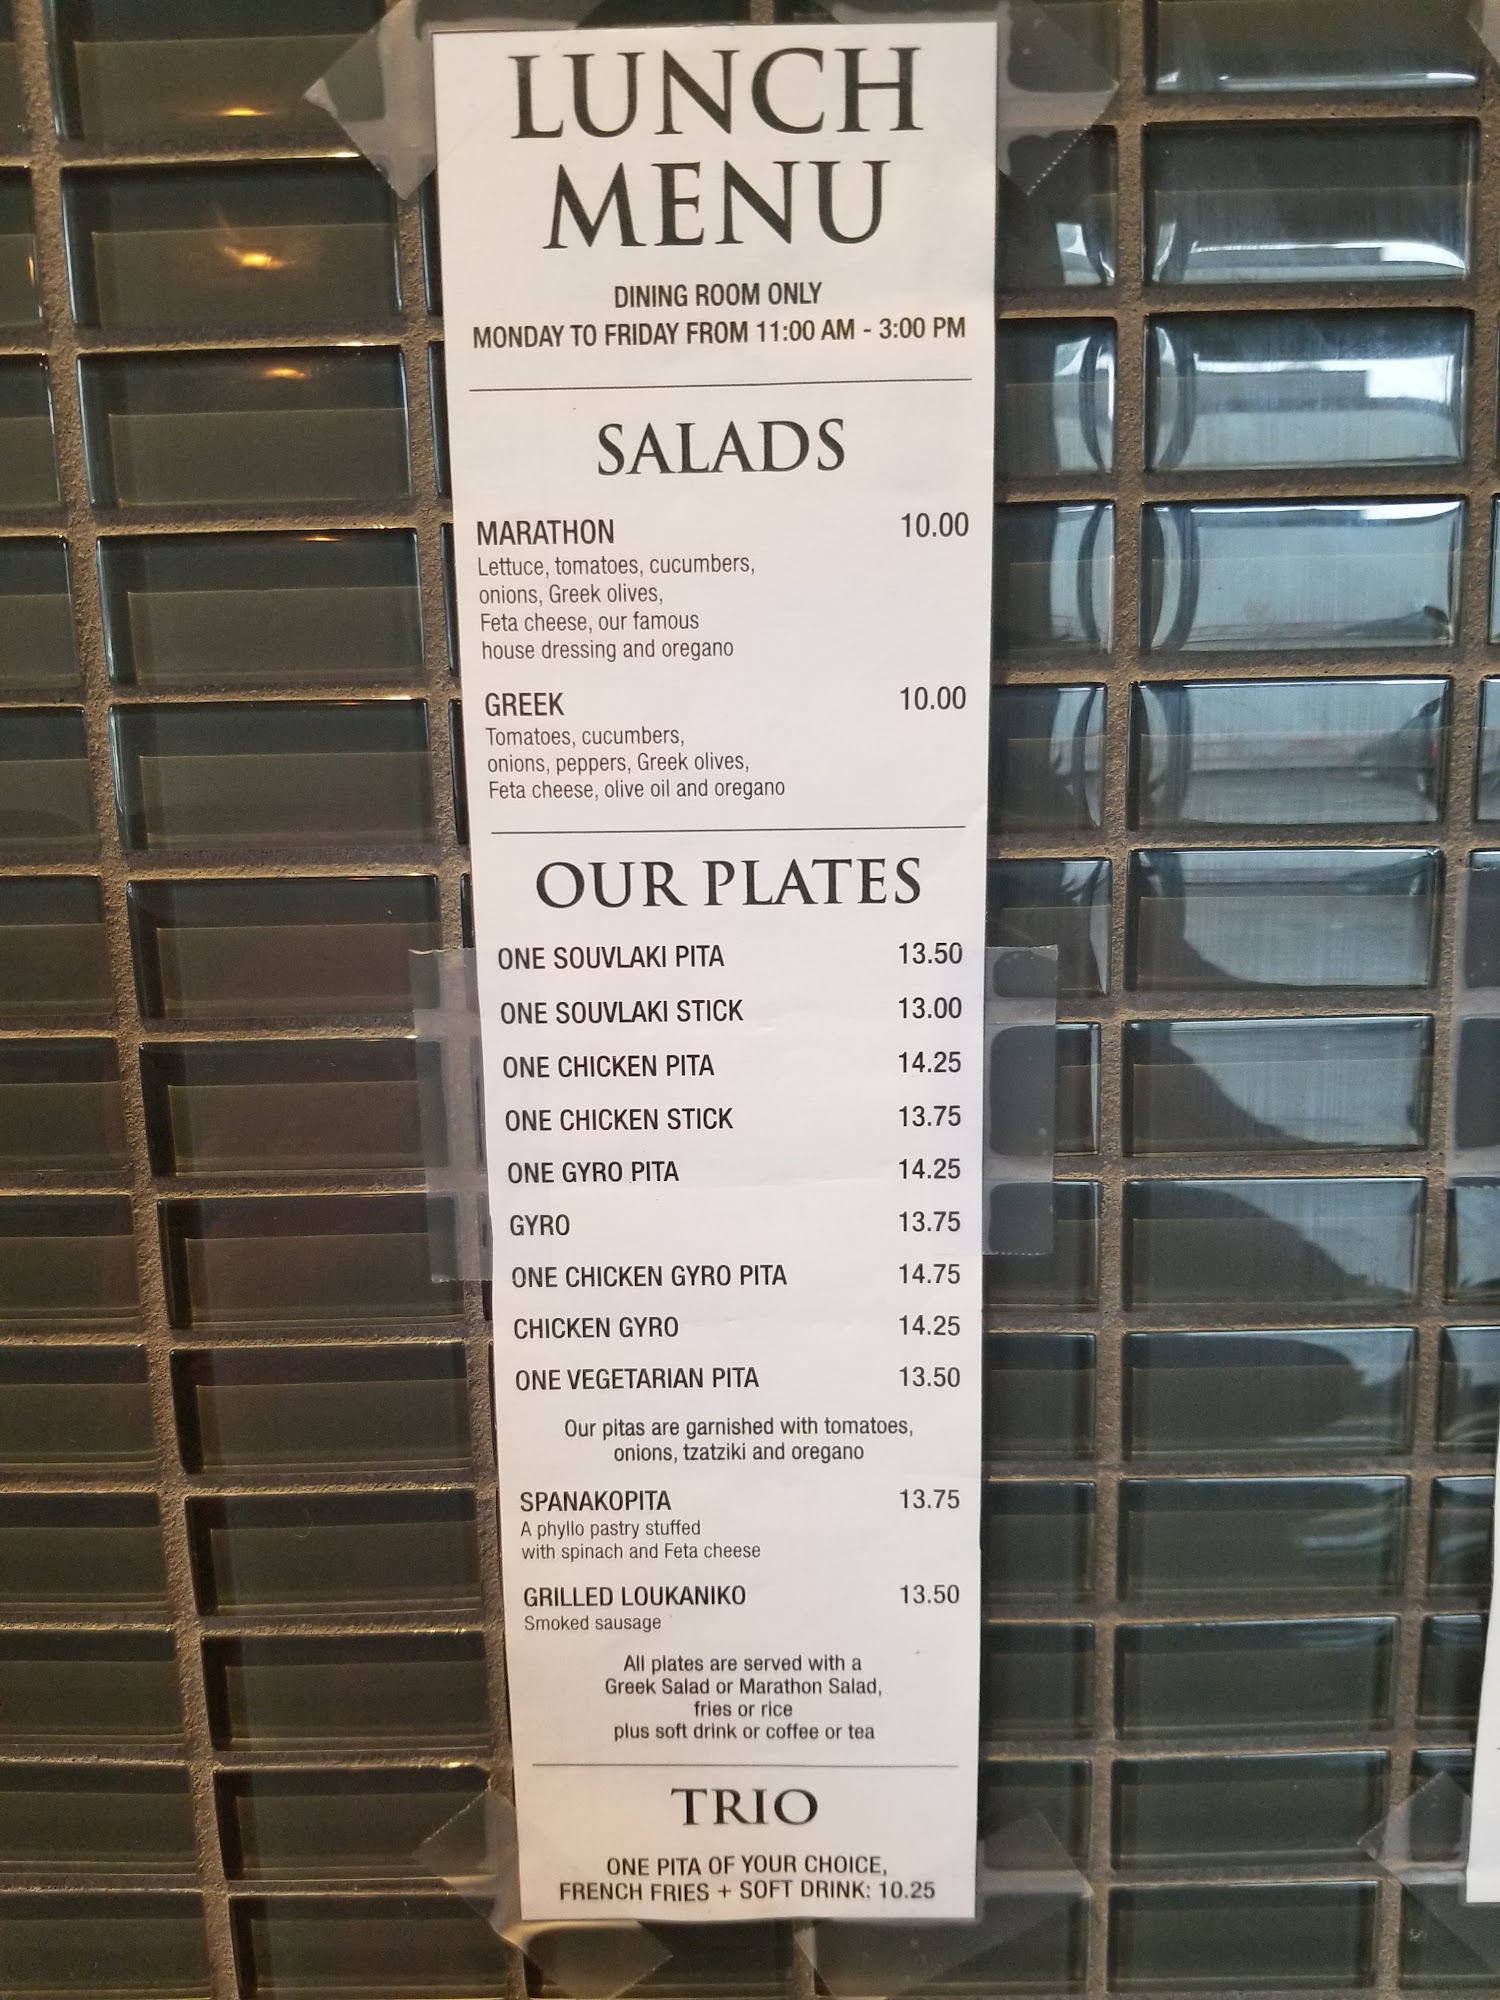 LUNCH
MENU
DINING ROOM ONLY
MONDAY TO FRIDAY FROM 11:00 AM - 3:00 PM
SALADS
MARATHON 10.00
Lettuce, tomatoes, cucumbers,
onions, Greek olives,
Feta cheese, our famous
house dressing and oregano
GREEK 10.00
Tomatoes, cucumbers,
onions, peppers, Greek olives,
Feta cheese, olive oil and oregano
OUR PLATES
ONE SOUVLAKI PITA 13.50
ONE SOUVLAKI STICK 13.00
ONE CHICKEN PITA 14.25
ONE CHICKEN STICK 13.75
ONE GYRO PITA 14.25
GYRO 13.75
ONE CHICKEN GYRO PITA 14.75
CHICKEN GYRO 14.25
ONE VEGETARIAN PITA 13.50
Our pitas are garnished with tomatoes,
onions, tzatziki and oregano
SPANAKOPITA 13.75
A phyllo pastry stuffed
with spinach and Feta cheese
GRILLED LOUKANIKO 13.50
Smoked sausage
All plates are served with a
Greek Salad or Marathon Salad,
fries or rice
plus soft drink or coffee or tea
TRIO
ONE PITA OF YOUR CHOICE,
FRENCH FRIES + SOFT DRINK: 10.25